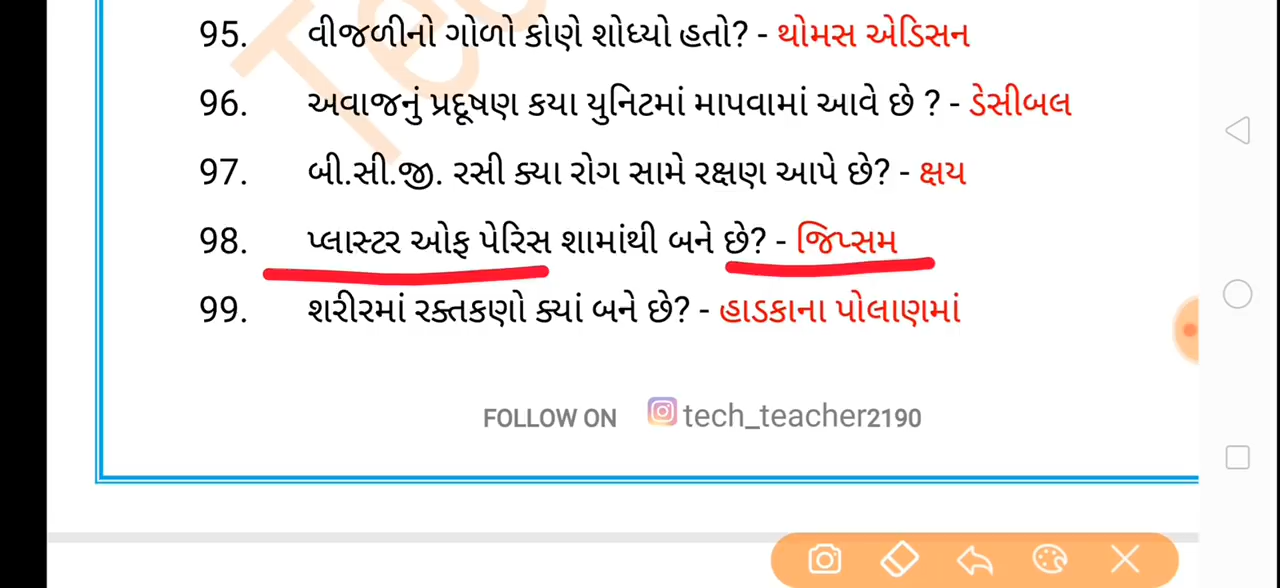 95. વીજળીનો ગોળો કોણે શોધ્યો હતો? - થોમસ એડિસન
96. અવાજનું પ્રદૂષણ કયા યુનિટમાં માપવામાં આવે છે ? - ડેસીબલ
97. બી.સી.જી. રસી ક્યા રોગ સામે રક્ષણ આપે છે? - ક્ષય
98. પ્લાસ્ટર ઓફ પેરિસ શામાંથી બને છે? - જિપ્સમ
99. શરીરમાં રક્તકણો ક્યાં બને છે? - હાડકાના પોલાણમાં
FOLLOW ON tech_teacher2190